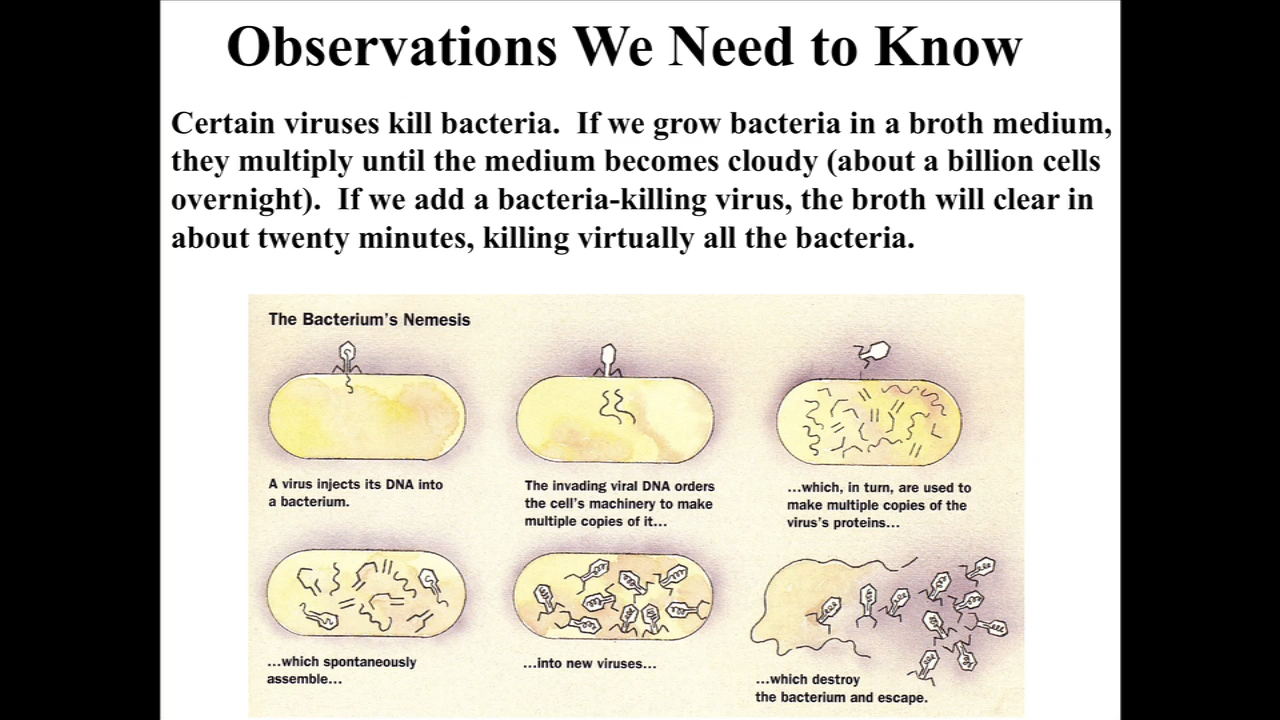 Observations We Need to Know
Certain viruses kill bacteria.  If we grow bacteria in a broth medium,
they multiply until the medium becomes cloudy (about a billion cells
overnight).  If we add a bacteria-killing virus, the broth will clear in
about twenty minutes, killing virtually all the bacteria.
The Bacterium's Nemesis
A virus injects its DNA into
a bacterium.
The invading viral DNA orders
the cell's machinery to make
multiple copies of it...
...which, in turn, are used to
make multiple copies of the
virus's proteins...
...which spontaneously
assemble...
...into new viruses...
...which destroy
the bacterium and escape.